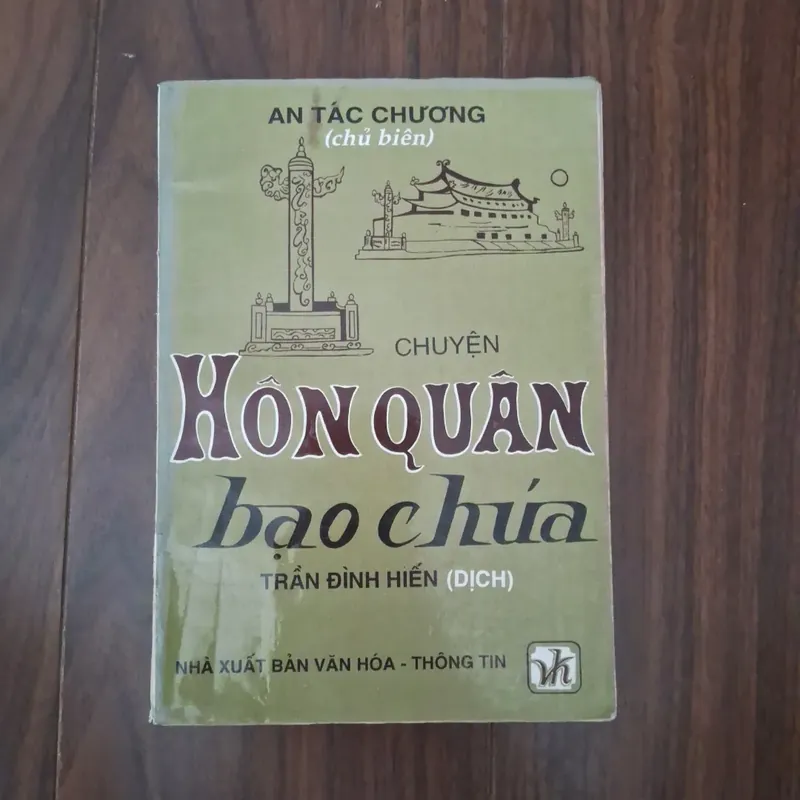 AN TÁC CHƯƠNG
(chủ biên)
CHUYỆN
HÔN QUÂN
bạo chúa
TRẦN ĐÌNH HIẾN (DỊCH)
NHÀ XUẤT BẢN VĂN HÓA - THÔNG TIN
vh